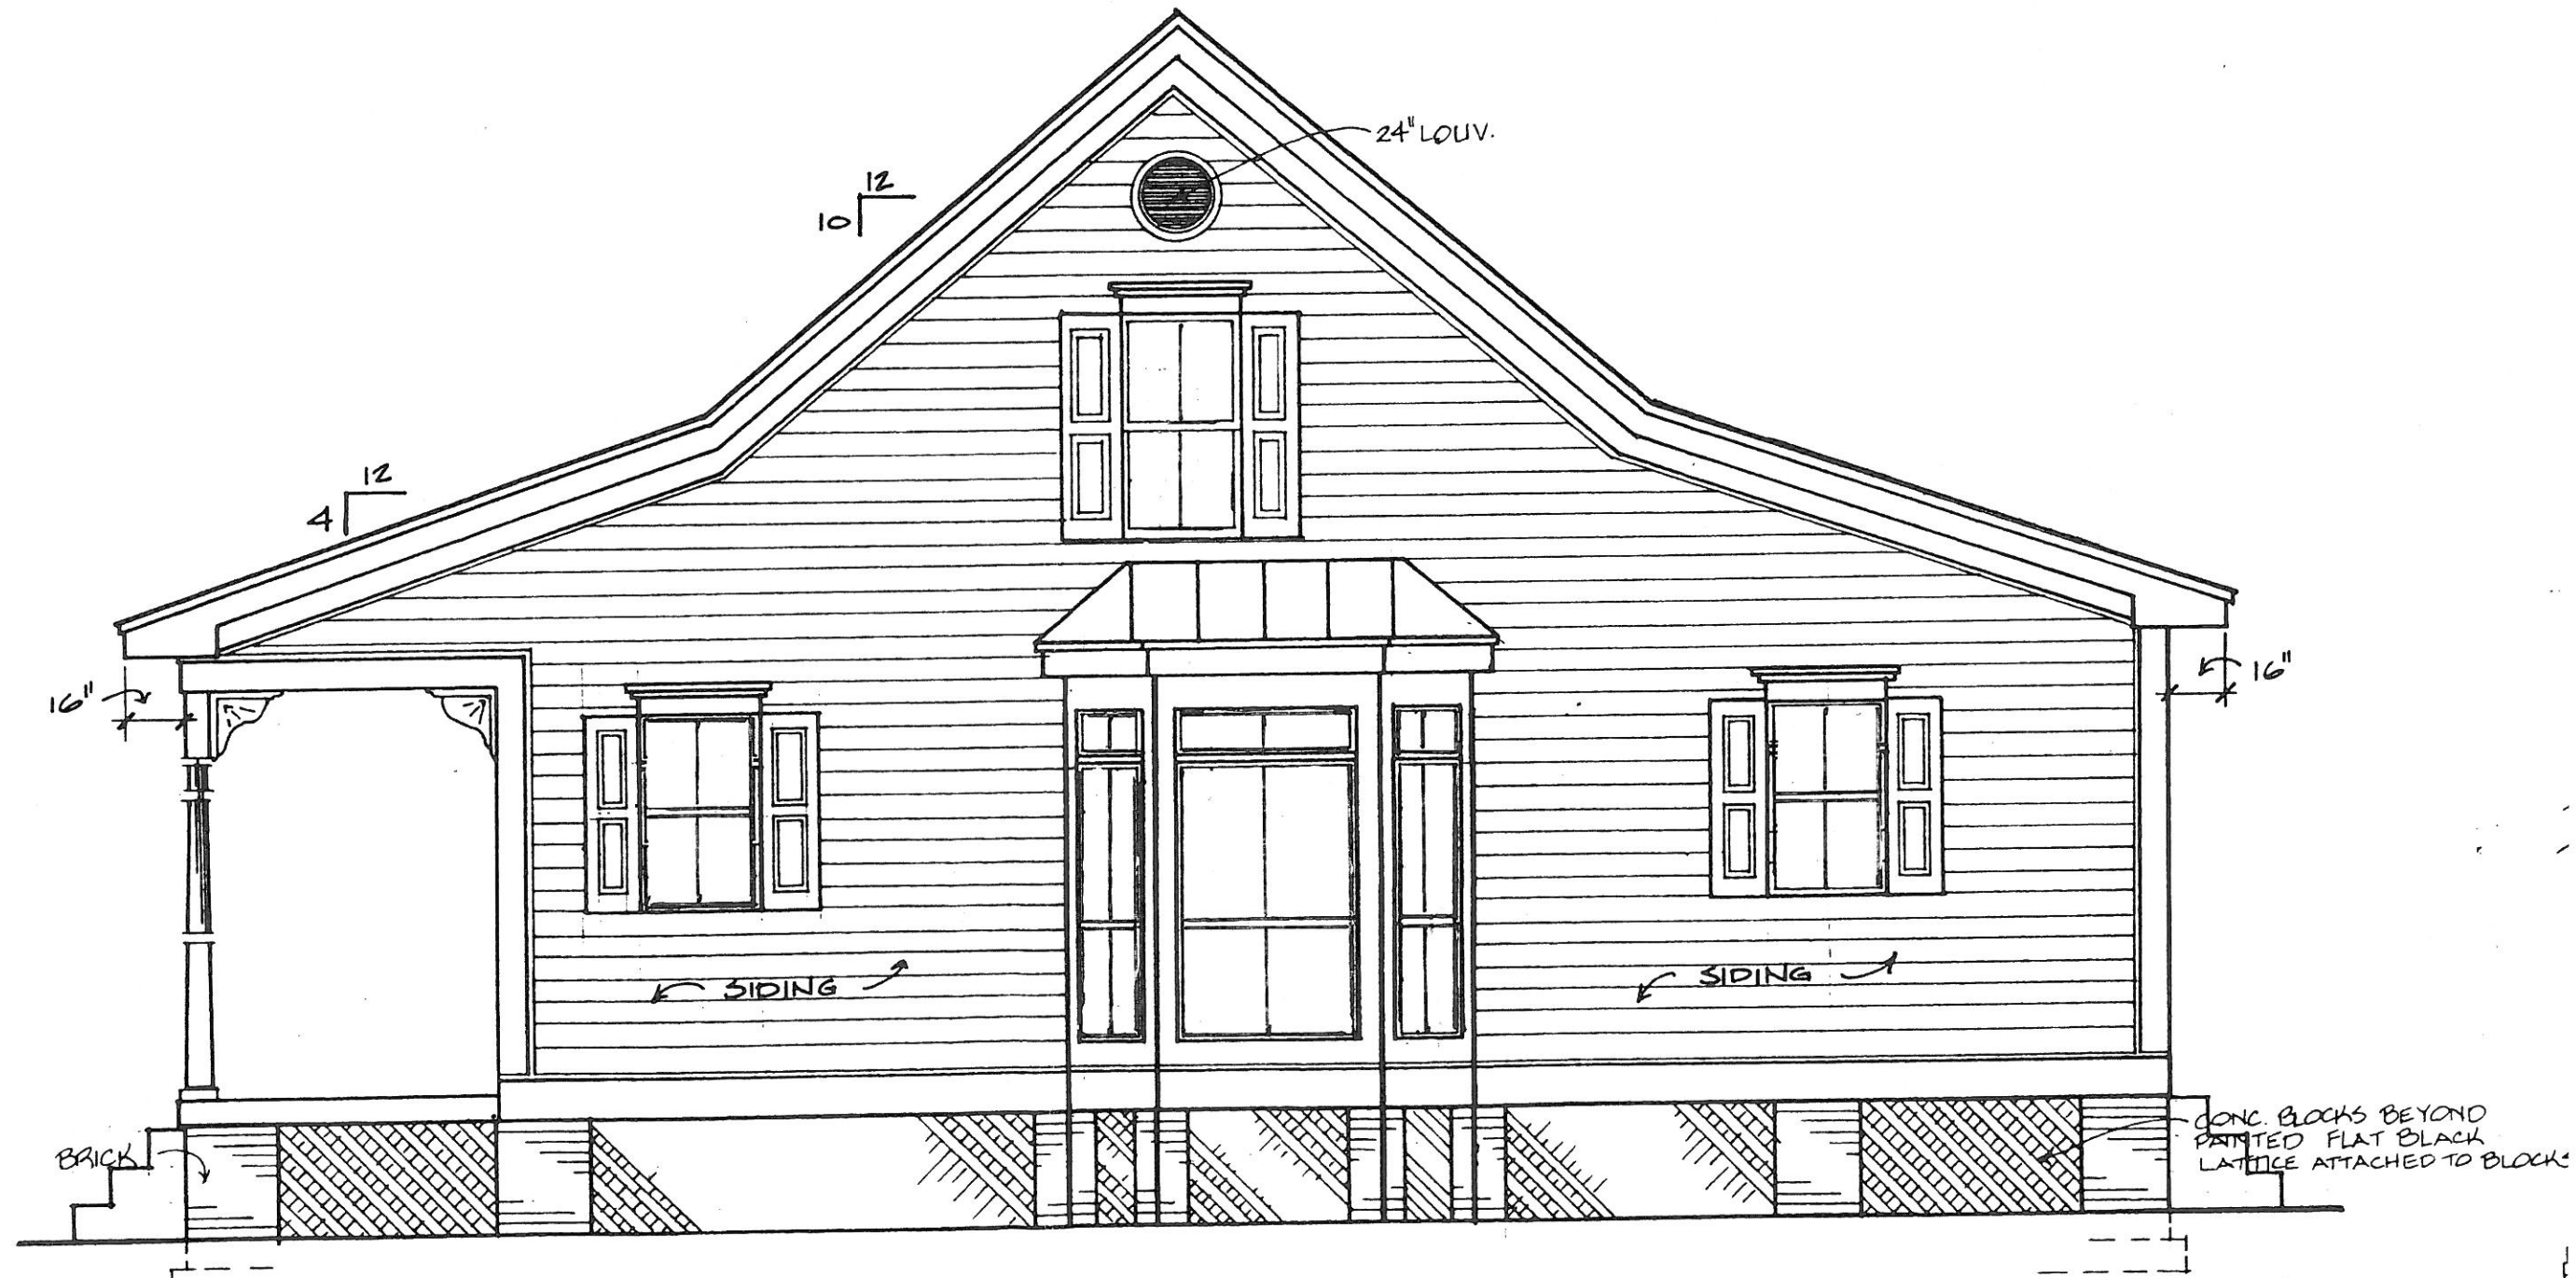 24" LOUV.
12
10
12
4
16"
16"
SIDING
SIDING
BRICK
CONC. BLOCKS BEYOND
PAINTED FLAT BLACK
LATTICE ATTACHED TO BLOCKS